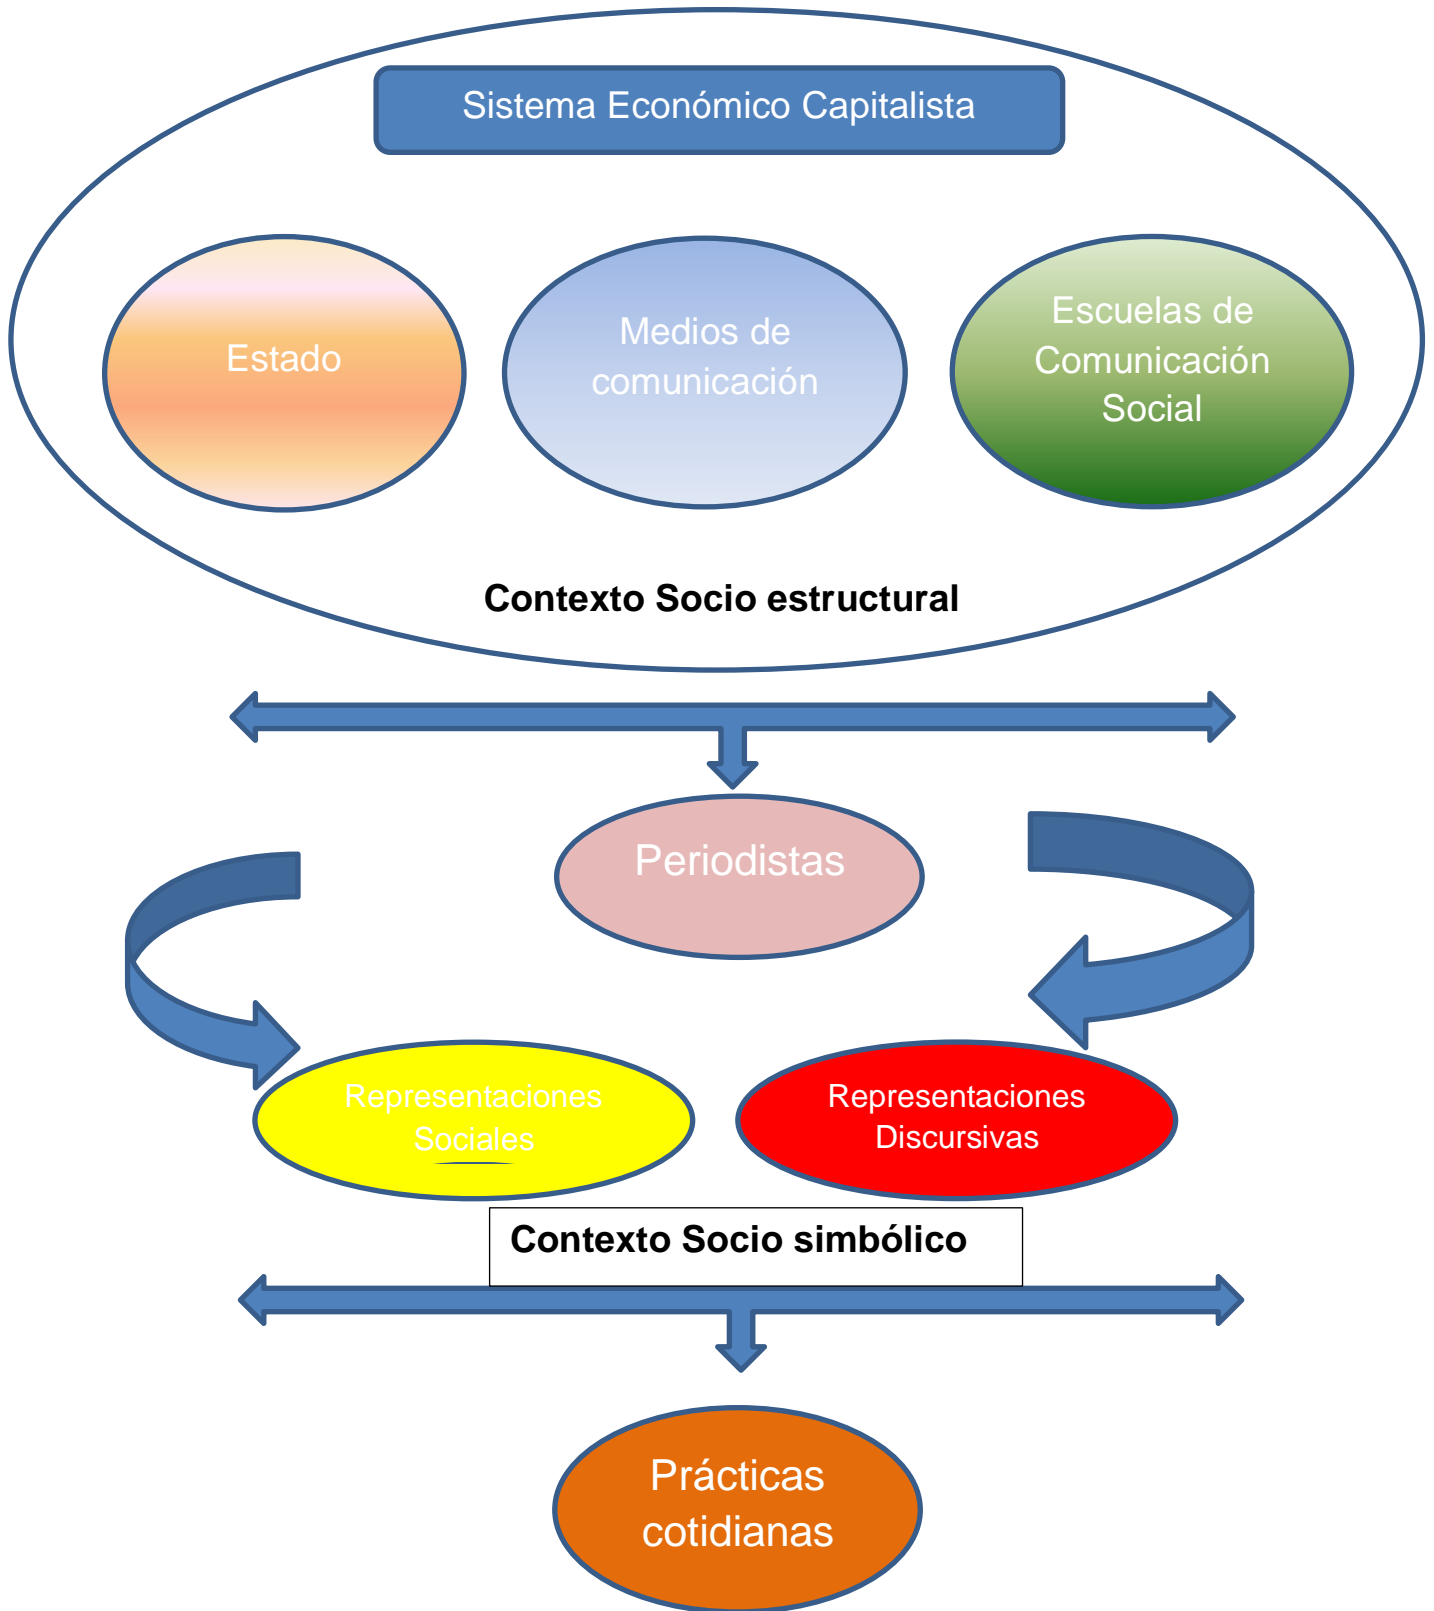 Sistema Económico Capitalista
Estado
Medios de
comunicación
Escuelas de
Comunicación
Social
Contexto Socio estructural
Periodistas
Representaciones
Sociales
Representaciones
Discursivas
Contexto Socio simbólico
Prácticas
cotidianas